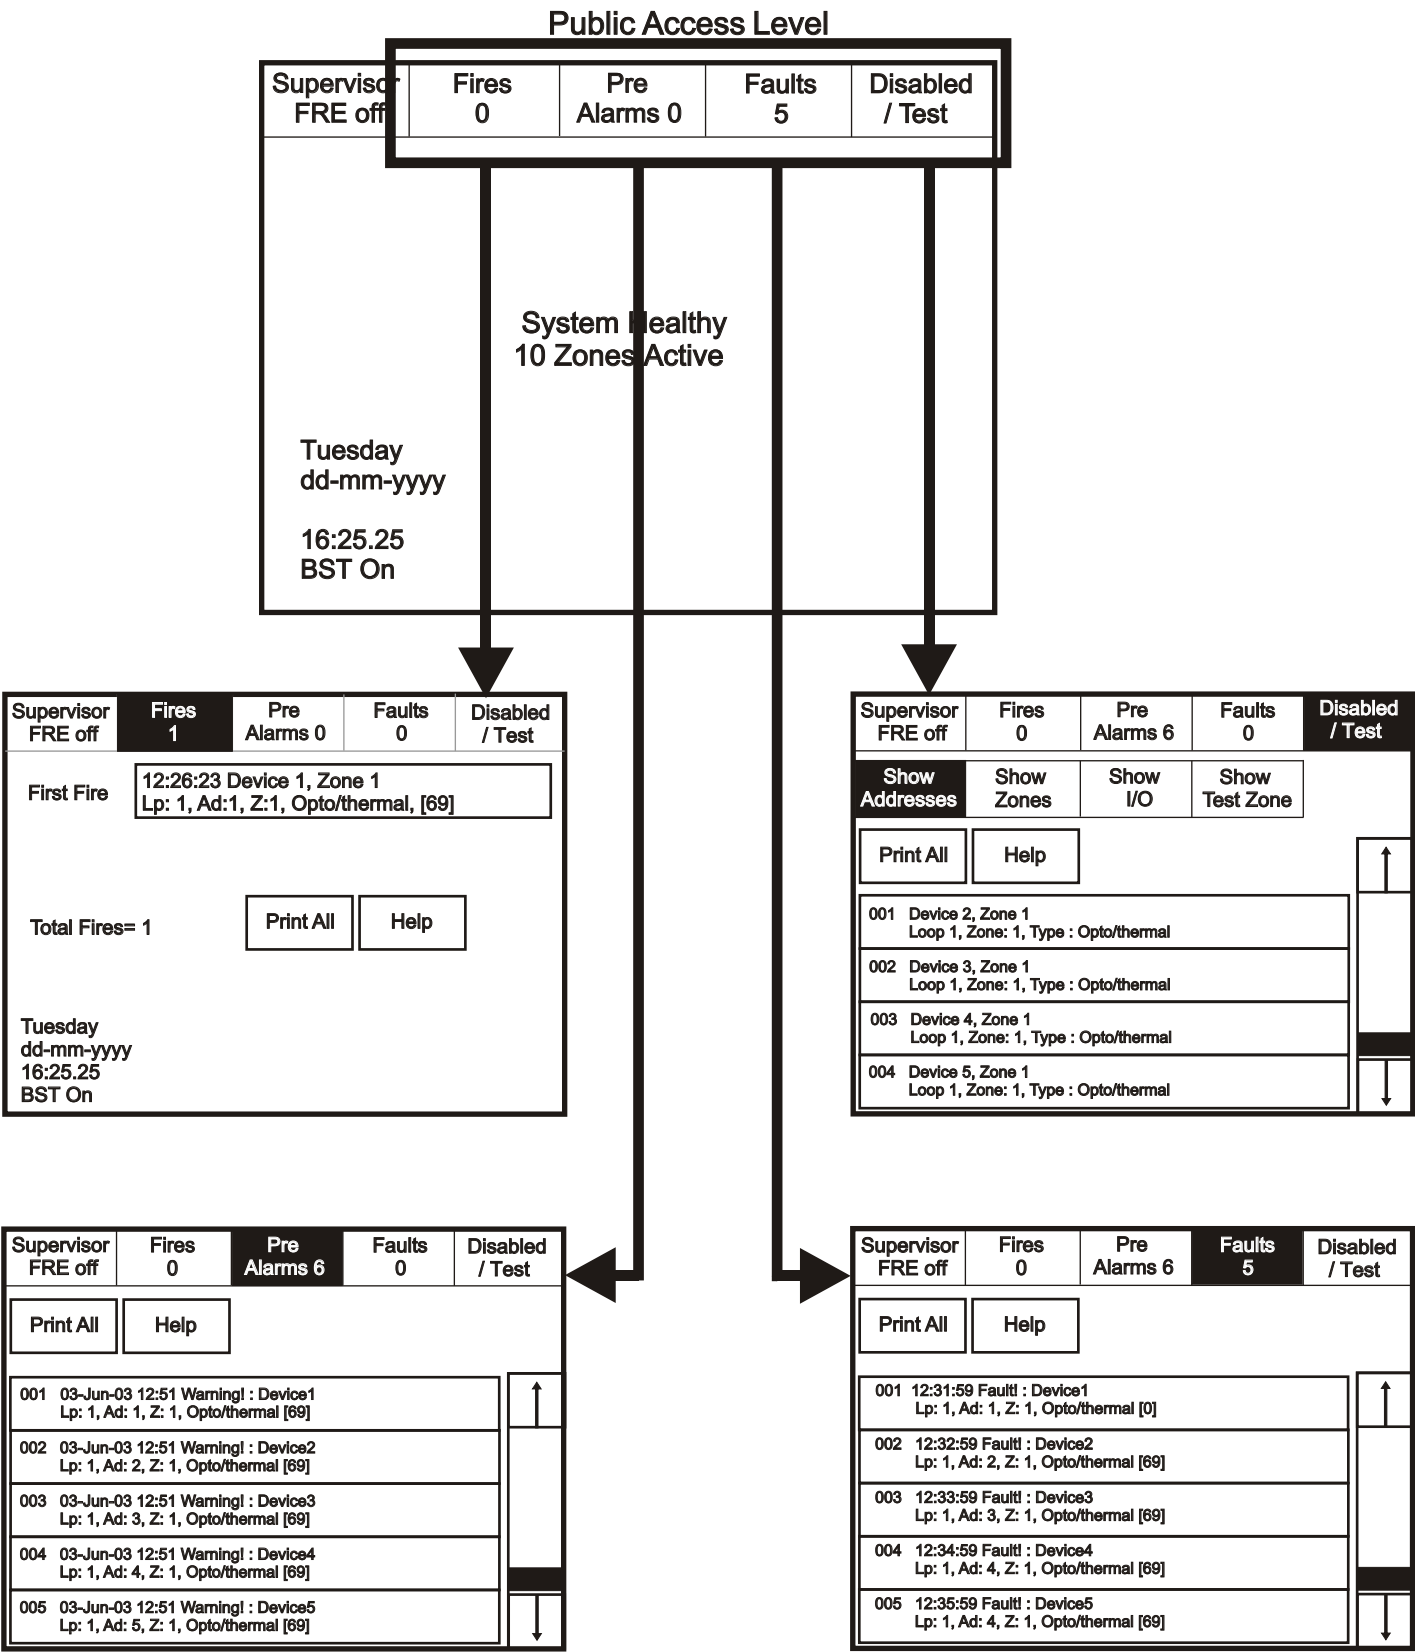 Public Access Level
Supervisor FRE off
Fires 0
Pre Alarms 0
Faults 5
Disabled / Test
System Healthy
10 Zones Active
Tuesday
dd-mm-yyyy
16:25.25
BST On
Supervisor FRE off
Fires 1
Pre Alarms 0
Faults 0
Disabled / Test
First Fire
12:26:23 Device 1, Zone 1
Lp: 1, Ad:1, Z:1, Opto/thermal, [69]
Total Fires= 1
Print All
Help
Tuesday
dd-mm-yyyy
16:25.25
BST On
Supervisor FRE off
Fires 0
Pre Alarms 6
Faults 0
Disabled / Test
Show Addresses
Show Zones
Show I/O
Show Test Zone
Print All
Help
001 Device 2, Zone 1
Loop 1, Zone: 1, Type : Opto/thermal
002 Device 3, Zone 1
Loop 1, Zone: 1, Type : Opto/thermal
003 Device 4, Zone 1
Loop 1, Zone: 1, Type : Opto/thermal
004 Device 5, Zone 1
Loop 1, Zone: 1, Type : Opto/thermal
Supervisor FRE off
Fires 0
Pre Alarms 6
Faults 0
Disabled / Test
Print All
Help
001 03-Jun-03 12:51 Warning! : Device1
Lp: 1, Ad: 1, Z: 1, Opto/thermal [69]
002 03-Jun-03 12:51 Warning! : Device2
Lp: 1, Ad: 2, Z: 1, Opto/thermal [69]
003 03-Jun-03 12:51 Warning! : Device3
Lp: 1, Ad: 3, Z: 1, Opto/thermal [69]
004 03-Jun-03 12:51 Warning! : Device4
Lp: 1, Ad: 4, Z: 1, Opto/thermal [69]
005 03-Jun-03 12:51 Warning! : Device5
Lp: 1, Ad: 5, Z: 1, Opto/thermal [69]
Supervisor FRE off
Fires 0
Pre Alarms 6
Faults 5
Disabled / Test
Print All
Help
001 12:31:59 Fault! : Device1
Lp: 1, Ad: 1, Z: 1, Opto/thermal [0]
002 12:32:59 Fault! : Device2
Lp: 1, Ad: 2, Z: 1, Opto/thermal [69]
003 12:33:59 Fault! : Device3
Lp: 1, Ad: 3, Z: 1, Opto/thermal [69]
004 12:34:59 Fault! : Device4
Lp: 1, Ad: 4, Z: 1, Opto/thermal [69]
005 12:35:59 Fault! : Device5
Lp: 1, Ad: 4, Z: 1, Opto/thermal [69]